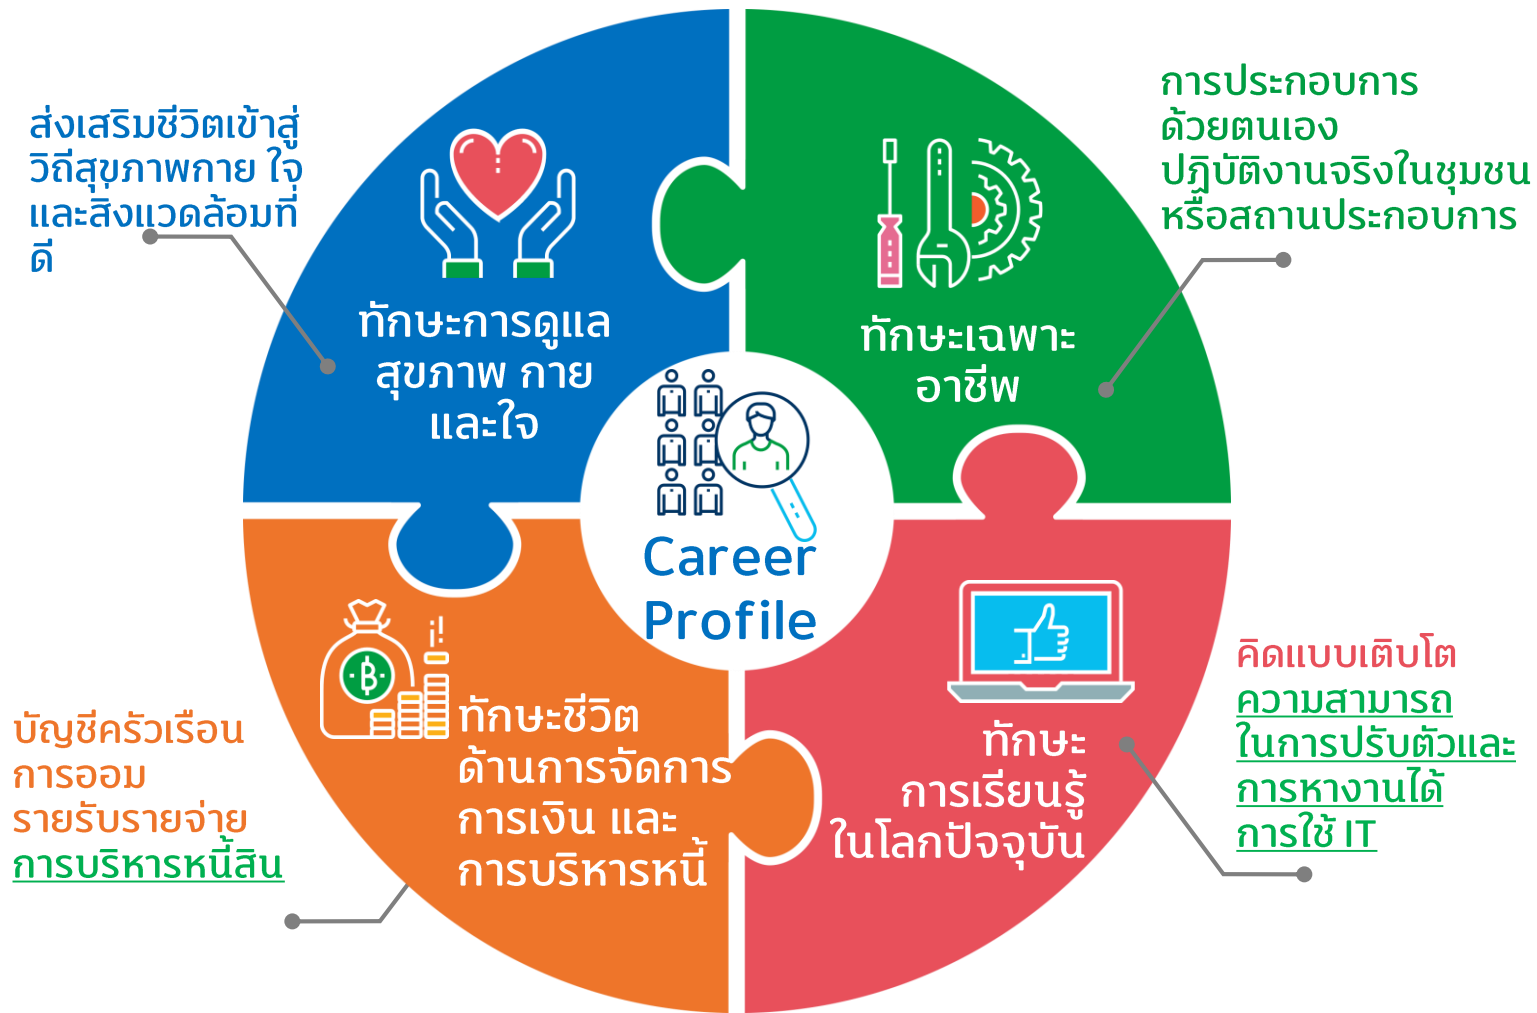 ส่งเสริมชีวิตเข้าสู่
วิถีสุขภาพกาย ใจ
และสิ่งแวดล้อมที่
ดี
ทักษะการดูแล
สุขภาพ กาย
และใจ
การประกอบการ
ด้วยตนเอง
ปฏิบัติงานจริงในชุมชน
หรือสถานประกอบการ
ทักษะเฉพาะ
อาชีพ
Career
Profile
บัญชีครัวเรือน
การออม
รายรับรายจ่าย
การบริหารหนี้สิน
ทักษะชีวิต
ด้านการจัดการ
การเงิน และ
การบริหารหนี้
ทักษะ
การเรียนรู้
ในโลกปัจจุบัน
คิดแบบเติบโต
ความสามารถ
ในการปรับตัวและ
การหางานได้
การใช้ IT